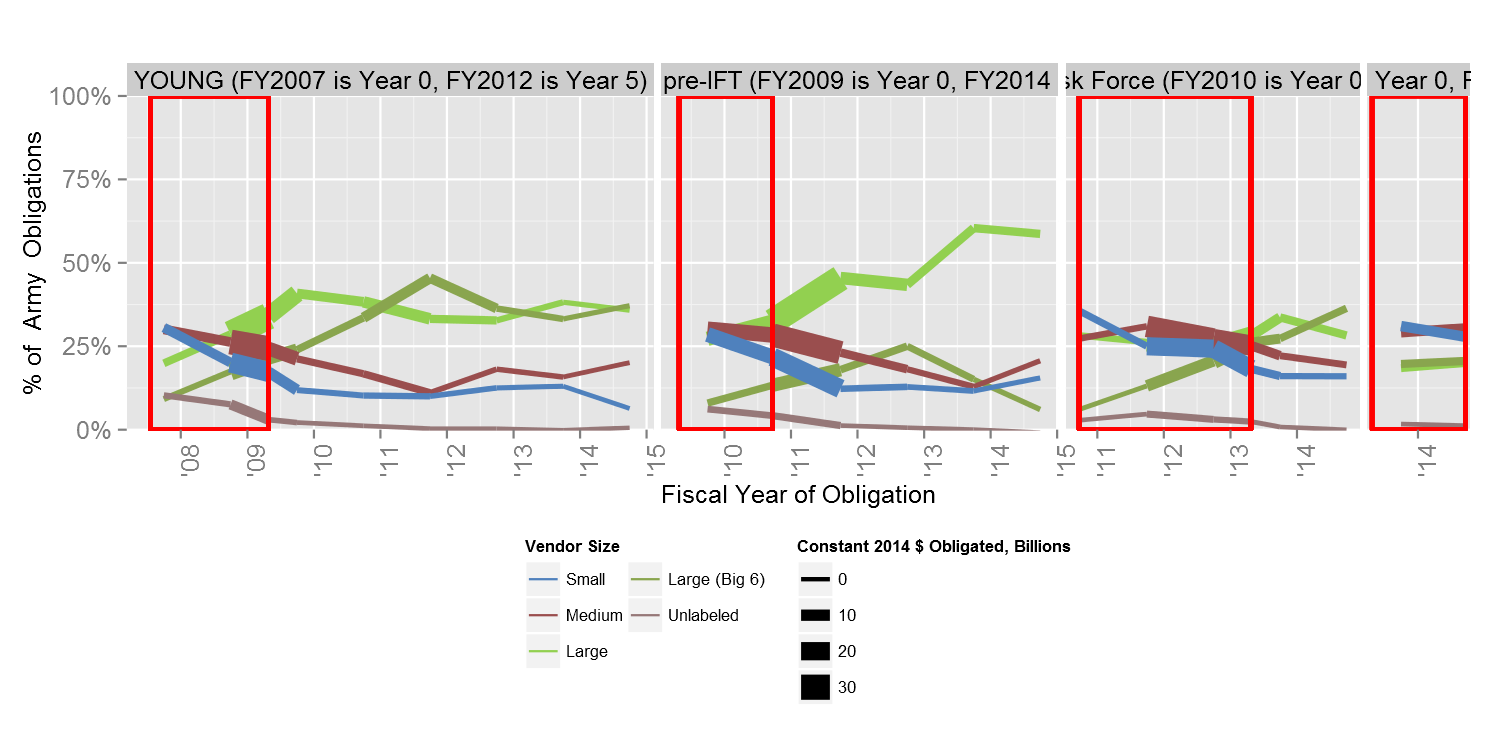 YOUNG (FY2007 is Year 0, FY2012 is Year 5)
pre-IFT (FY2009 is Year 0, FY2014
sk Force (FY2010 is Year 0
Year 0, F
100%
75%
50%
25%
0%
% of Army Obligations
'08 '09 '10 '11 '12 '13 '14 '15
'10 '11 '12 '13 '14 '15
'11 '12 '13 '14
'14
Fiscal Year of Obligation
Vendor Size
Small
Medium
Large
Large (Big 6)
Unlabeled
Constant 2014 $ Obligated, Billions
0
10
20
30